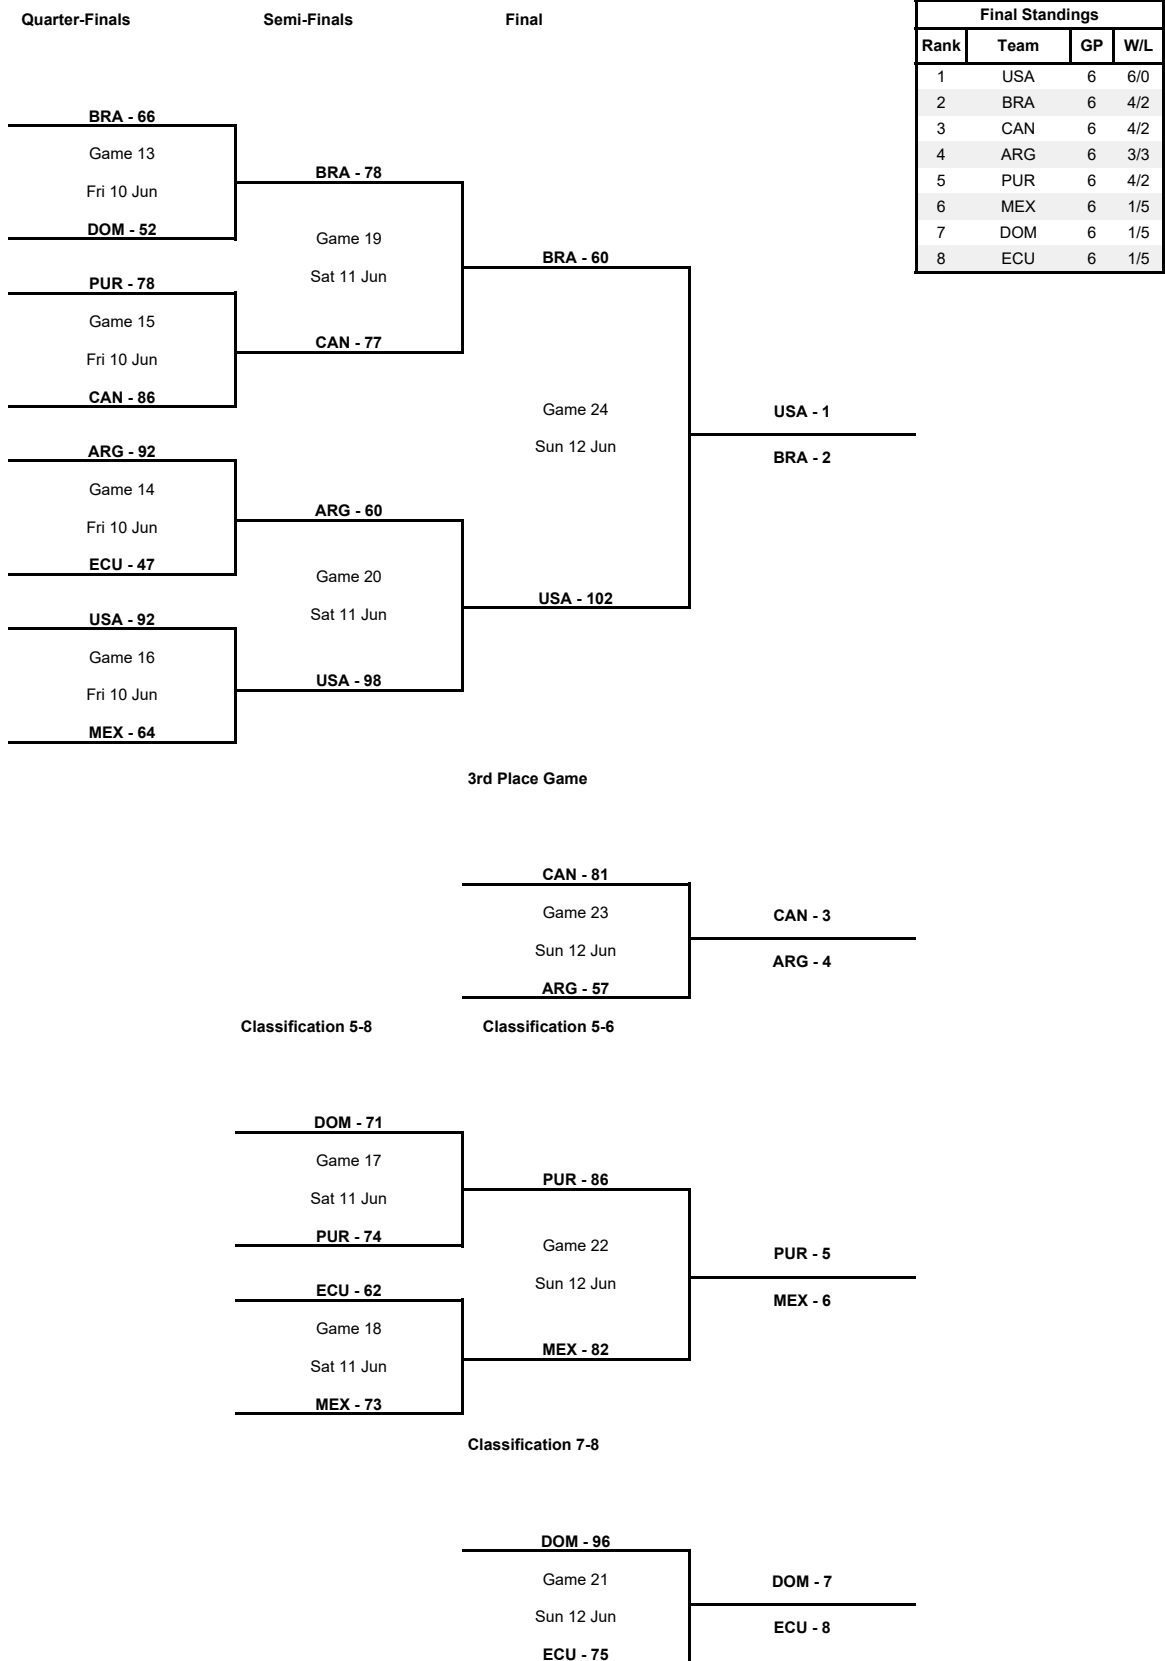 Quarter-Finals Semi-Finals Final
Final Standings
Rank Team GP W/L
1 USA 6 6/0
2 BRA 6 4/2
3 CAN 6 4/2
4 ARG 6 3/3
5 PUR 6 4/2
6 MEX 6 1/5
7 DOM 6 1/5
8 ECU 6 1/5
BRA - 66
Game 13
Fri 10 Jun
DOM - 52
PUR - 78
Game 15
Fri 10 Jun
CAN - 86
ARG - 92
Game 14
Fri 10 Jun
ECU - 47
USA - 92
Game 16
Fri 10 Jun
MEX - 64
BRA - 78
Game 19
Sat 11 Jun
CAN - 77
ARG - 60
Game 20
Sat 11 Jun
USA - 98
BRA - 60
Game 24
Sun 12 Jun
USA - 102
USA - 1
BRA - 2
3rd Place Game
CAN - 81
Game 23
Sun 12 Jun
ARG - 57
CAN - 3
ARG - 4
Classification 5-8 Classification 5-6
DOM - 71
Game 17
Sat 11 Jun
PUR - 74
ECU - 62
Game 18
Sat 11 Jun
MEX - 73
PUR - 86
Game 22
Sun 12 Jun
MEX - 82
PUR - 5
MEX - 6
Classification 7-8
DOM - 96
Game 21
Sun 12 Jun
ECU - 75
DOM - 7
ECU - 8